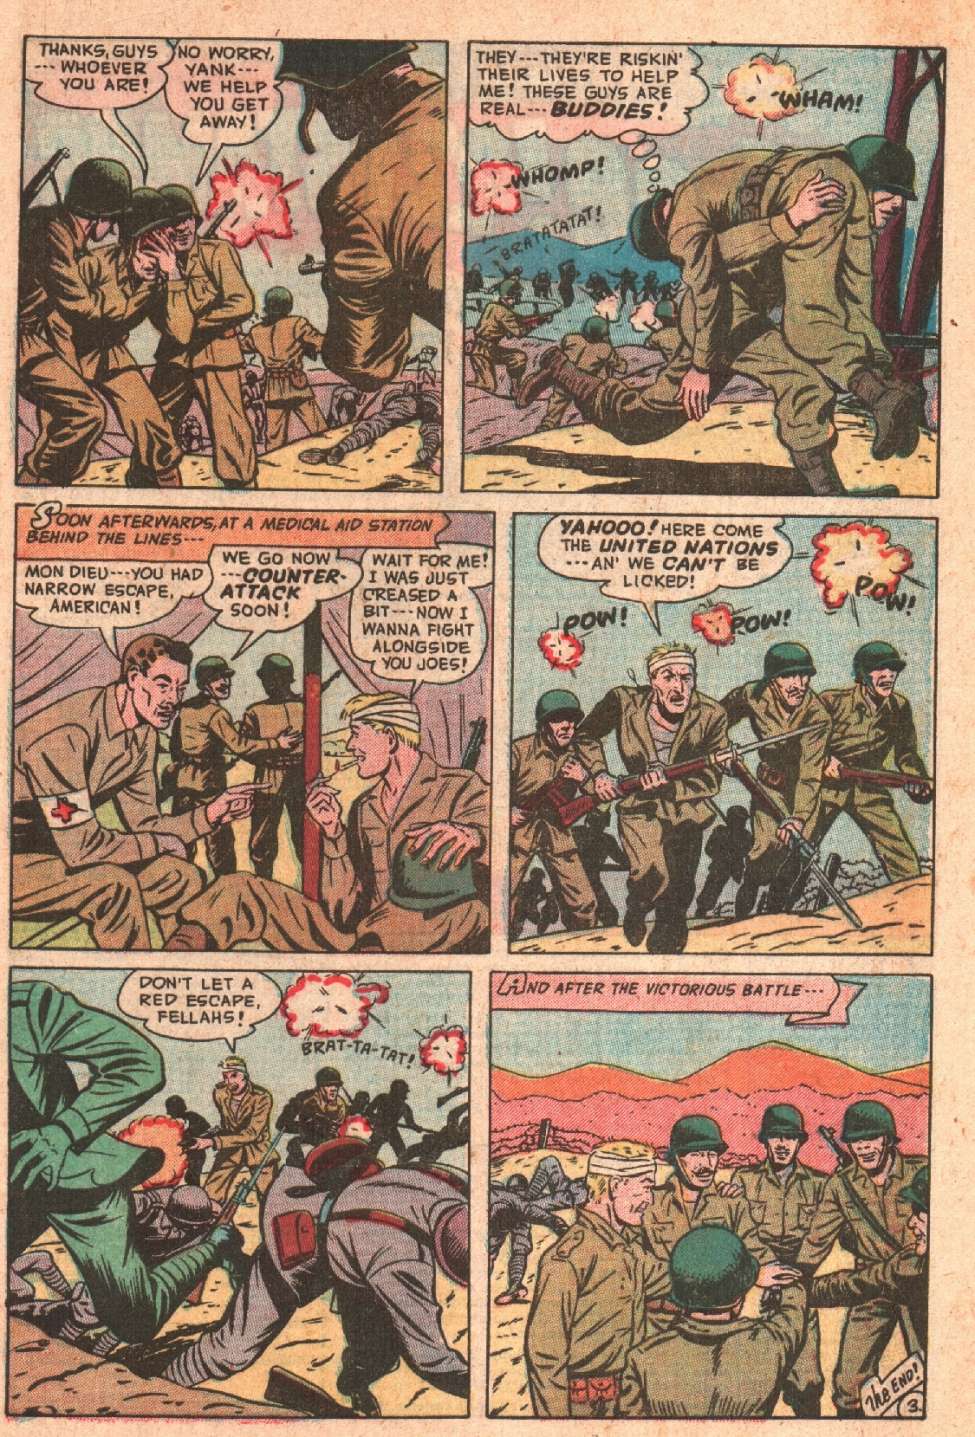 THANKS, GUYS
---WHOEVER
YOU ARE!
NO WORRY,
YANK---
WE HELP
YOU GET
AWAY!
THEY---THEY'RE RISKIN'
THEIR LIVES TO HELP
ME! THESE GUYS ARE
REAL---BUDDIES!
WHAM!
WHOMP!
BRATATATAT!
SOON AFTERWARDS, AT A MEDICAL AID STATION
BEHIND THE LINES---
MON DIEU---YOU HAD
NARROW ESCAPE,
AMERICAN!
WE GO NOW
---COUNTER-
ATTACK
SOON!
WAIT FOR ME!
I WAS JUST
CREASED A
BIT---NOW I
WANNA FIGHT
ALONGSIDE
YOU JOES!
YAHOOO! HERE COME
THE UNITED NATIONS
---AN' WE CAN'T BE
LICKED!
POW!
POW!
POW!
DON'T LET A
RED ESCAPE,
FELLAHS!
BRAT-TA-TAT!
AND AFTER THE VICTORIOUS BATTLE---
THE END!
3.